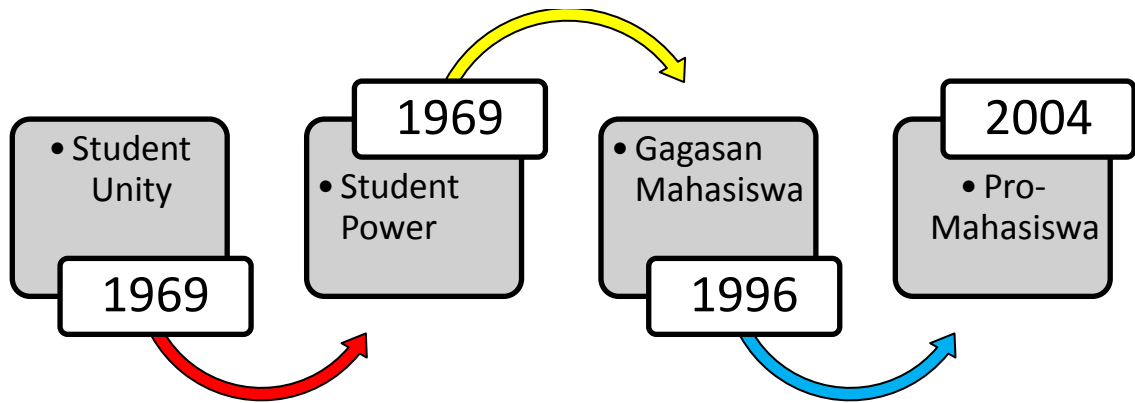 • Student
Unity
1969
1969
• Student
Power
• Gagasan
Mahasiswa
1996
2004
• Pro-
Mahasiswa